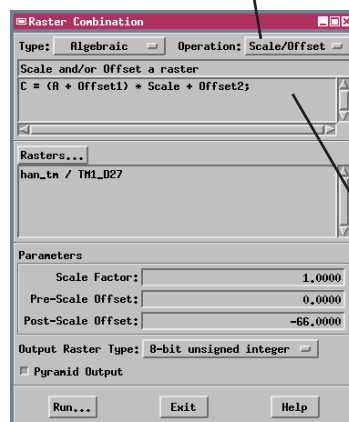 Raster Combination
Type: Algebraic Operation: Scale/Offset
Scale and/or Offset a raster
C = (A + Offset1) * Scale + Offset2;
Rasters...
han_tm / TM1_D27
Parameters
Scale Factor: 1.0000
Pre-Scale Offset: 0.0000
Post-Scale Offset: -66.0000
Output Raster Type: 8-bit unsigned integer
Pyramid Output
Run... Exit Help